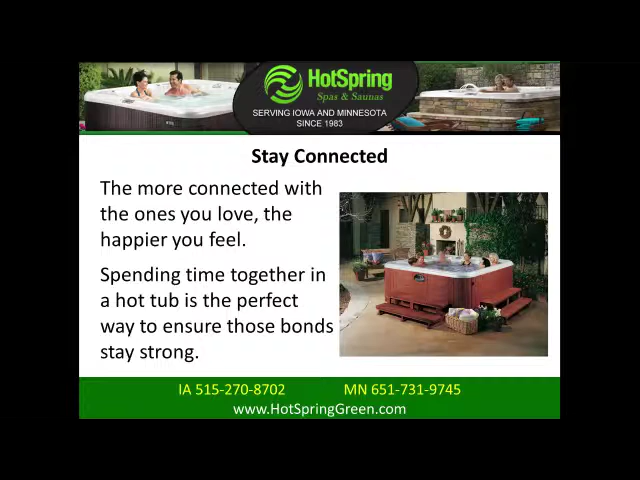 HotSpring
Spas & Saunas
SERVING IOWA AND MINNESOTA
SINCE 1983
Stay Connected
The more connected with
the ones you love, the
happier you feel.
Spending time together in
a hot tub is the perfect
way to ensure those bonds
stay strong.
IA 515-270-8702 MN 651-731-9745
www.HotSpringGreen.com